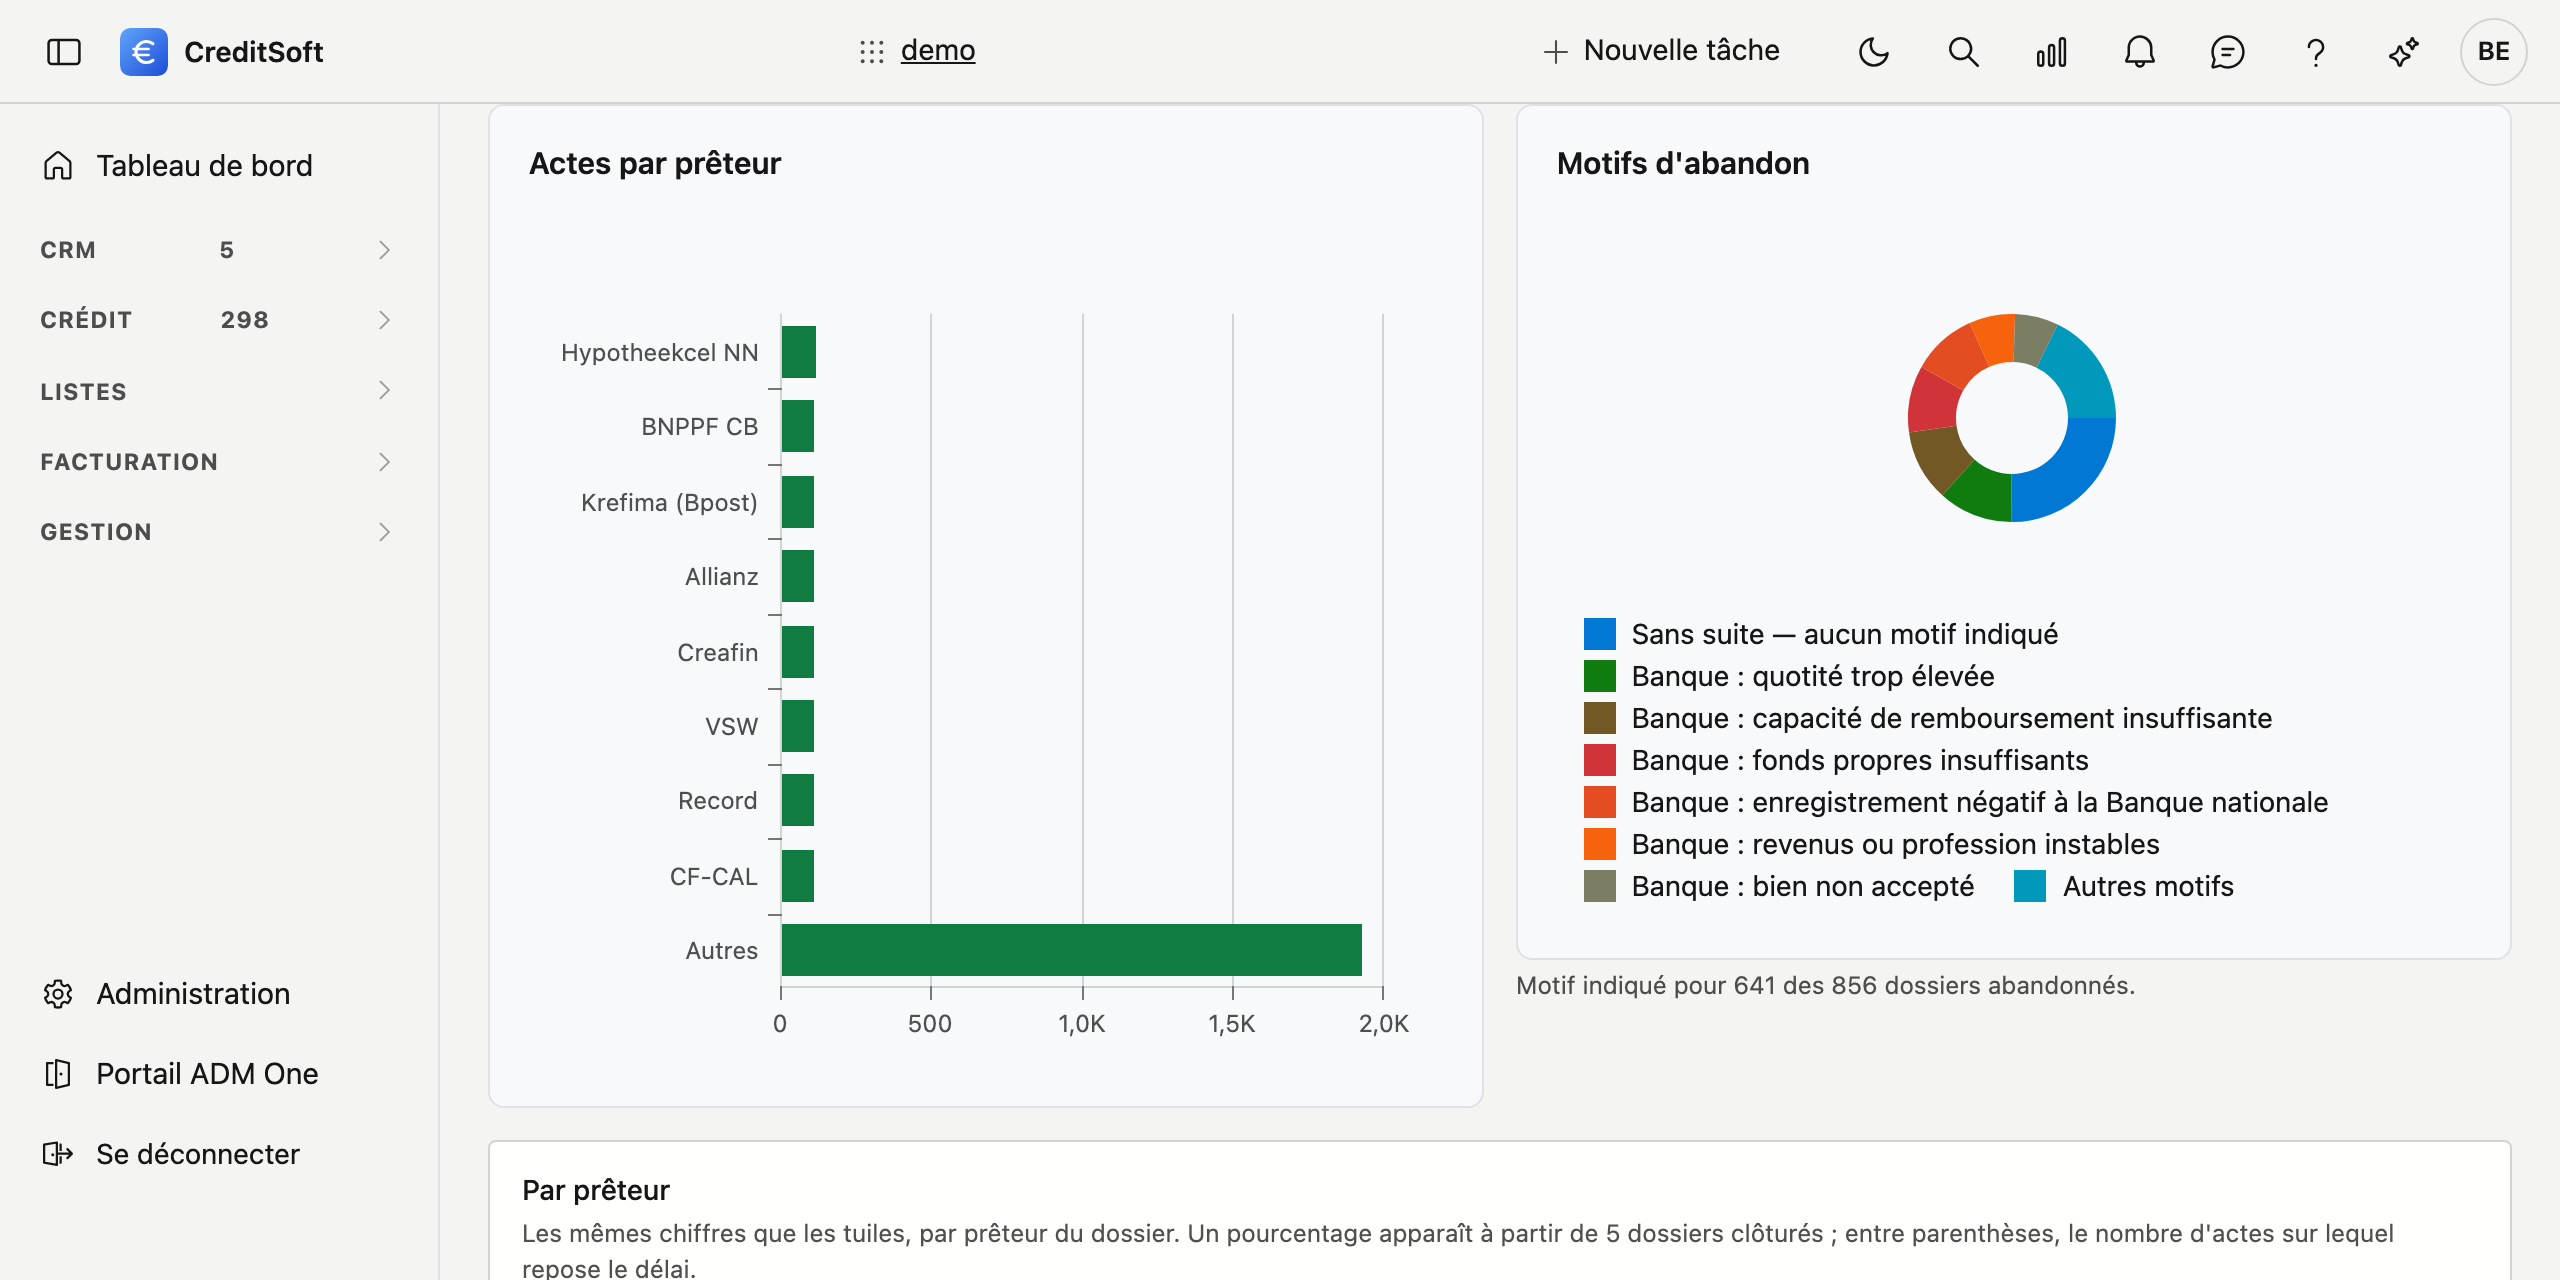 CreditSoft
demo
Nouvelle tâche
BE
Tableau de bord
CRM 5
CRÉDIT 298
LISTES
FACTURATION
GESTION
Administration
Portail ADM One
Se déconnecter
Actes par prêteur
Hypotheekcel NN
BNPPF CB
Krefima (Bpost)
Allianz
Creafin
VSW
Record
CF-CAL
Autres
0 500 1,0K 1,5K 2,0K
Motifs d'abandon
Sans suite — aucun motif indiqué
Banque : quotité trop élevée
Banque : capacité de remboursement insuffisante
Banque : fonds propres insuffisants
Banque : enregistrement négatif à la Banque nationale
Banque : revenus ou profession instables
Banque : bien non accepté Autres motifs
Motif indiqué pour 641 des 856 dossiers abandonnés.
Par prêteur
Les mêmes chiffres que les tuiles, par prêteur du dossier. Un pourcentage apparaît à partir de 5 dossiers clôturés ; entre parenthèses, le nombre d'actes sur lequel
repose le délai.